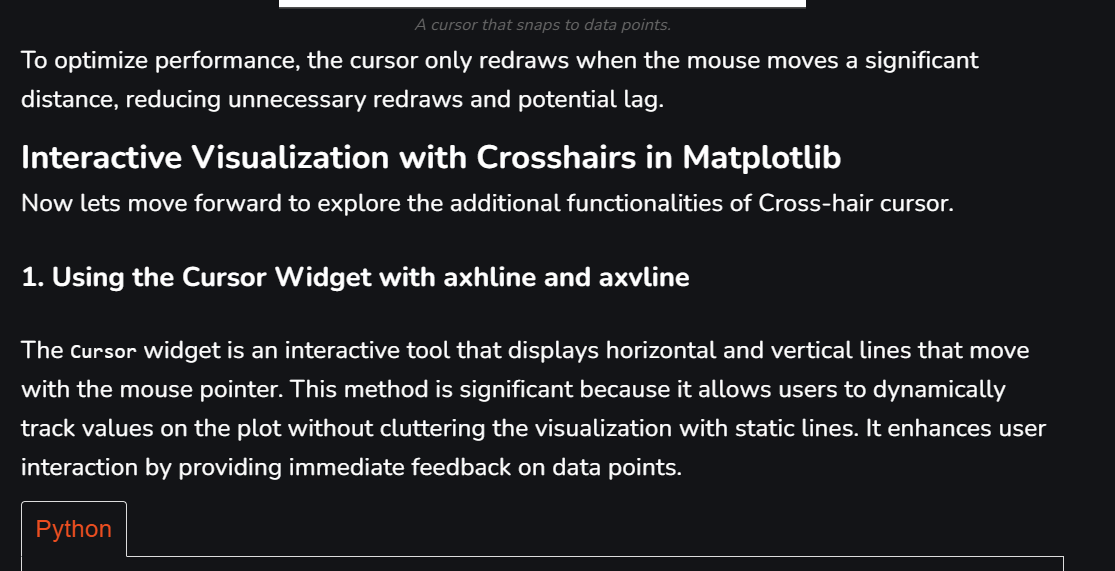 A cursor that snaps to data points.
To optimize performance, the cursor only redraws when the mouse moves a significant
distance, reducing unnecessary redraws and potential lag.
Interactive Visualization with Crosshairs in Matplotlib
Now lets move forward to explore the additional functionalities of Cross-hair cursor.
1. Using the Cursor Widget with axhline and axvline
The Cursor widget is an interactive tool that displays horizontal and vertical lines that move
with the mouse pointer. This method is significant because it allows users to dynamically
track values on the plot without cluttering the visualization with static lines. It enhances user
interaction by providing immediate feedback on data points.
Python